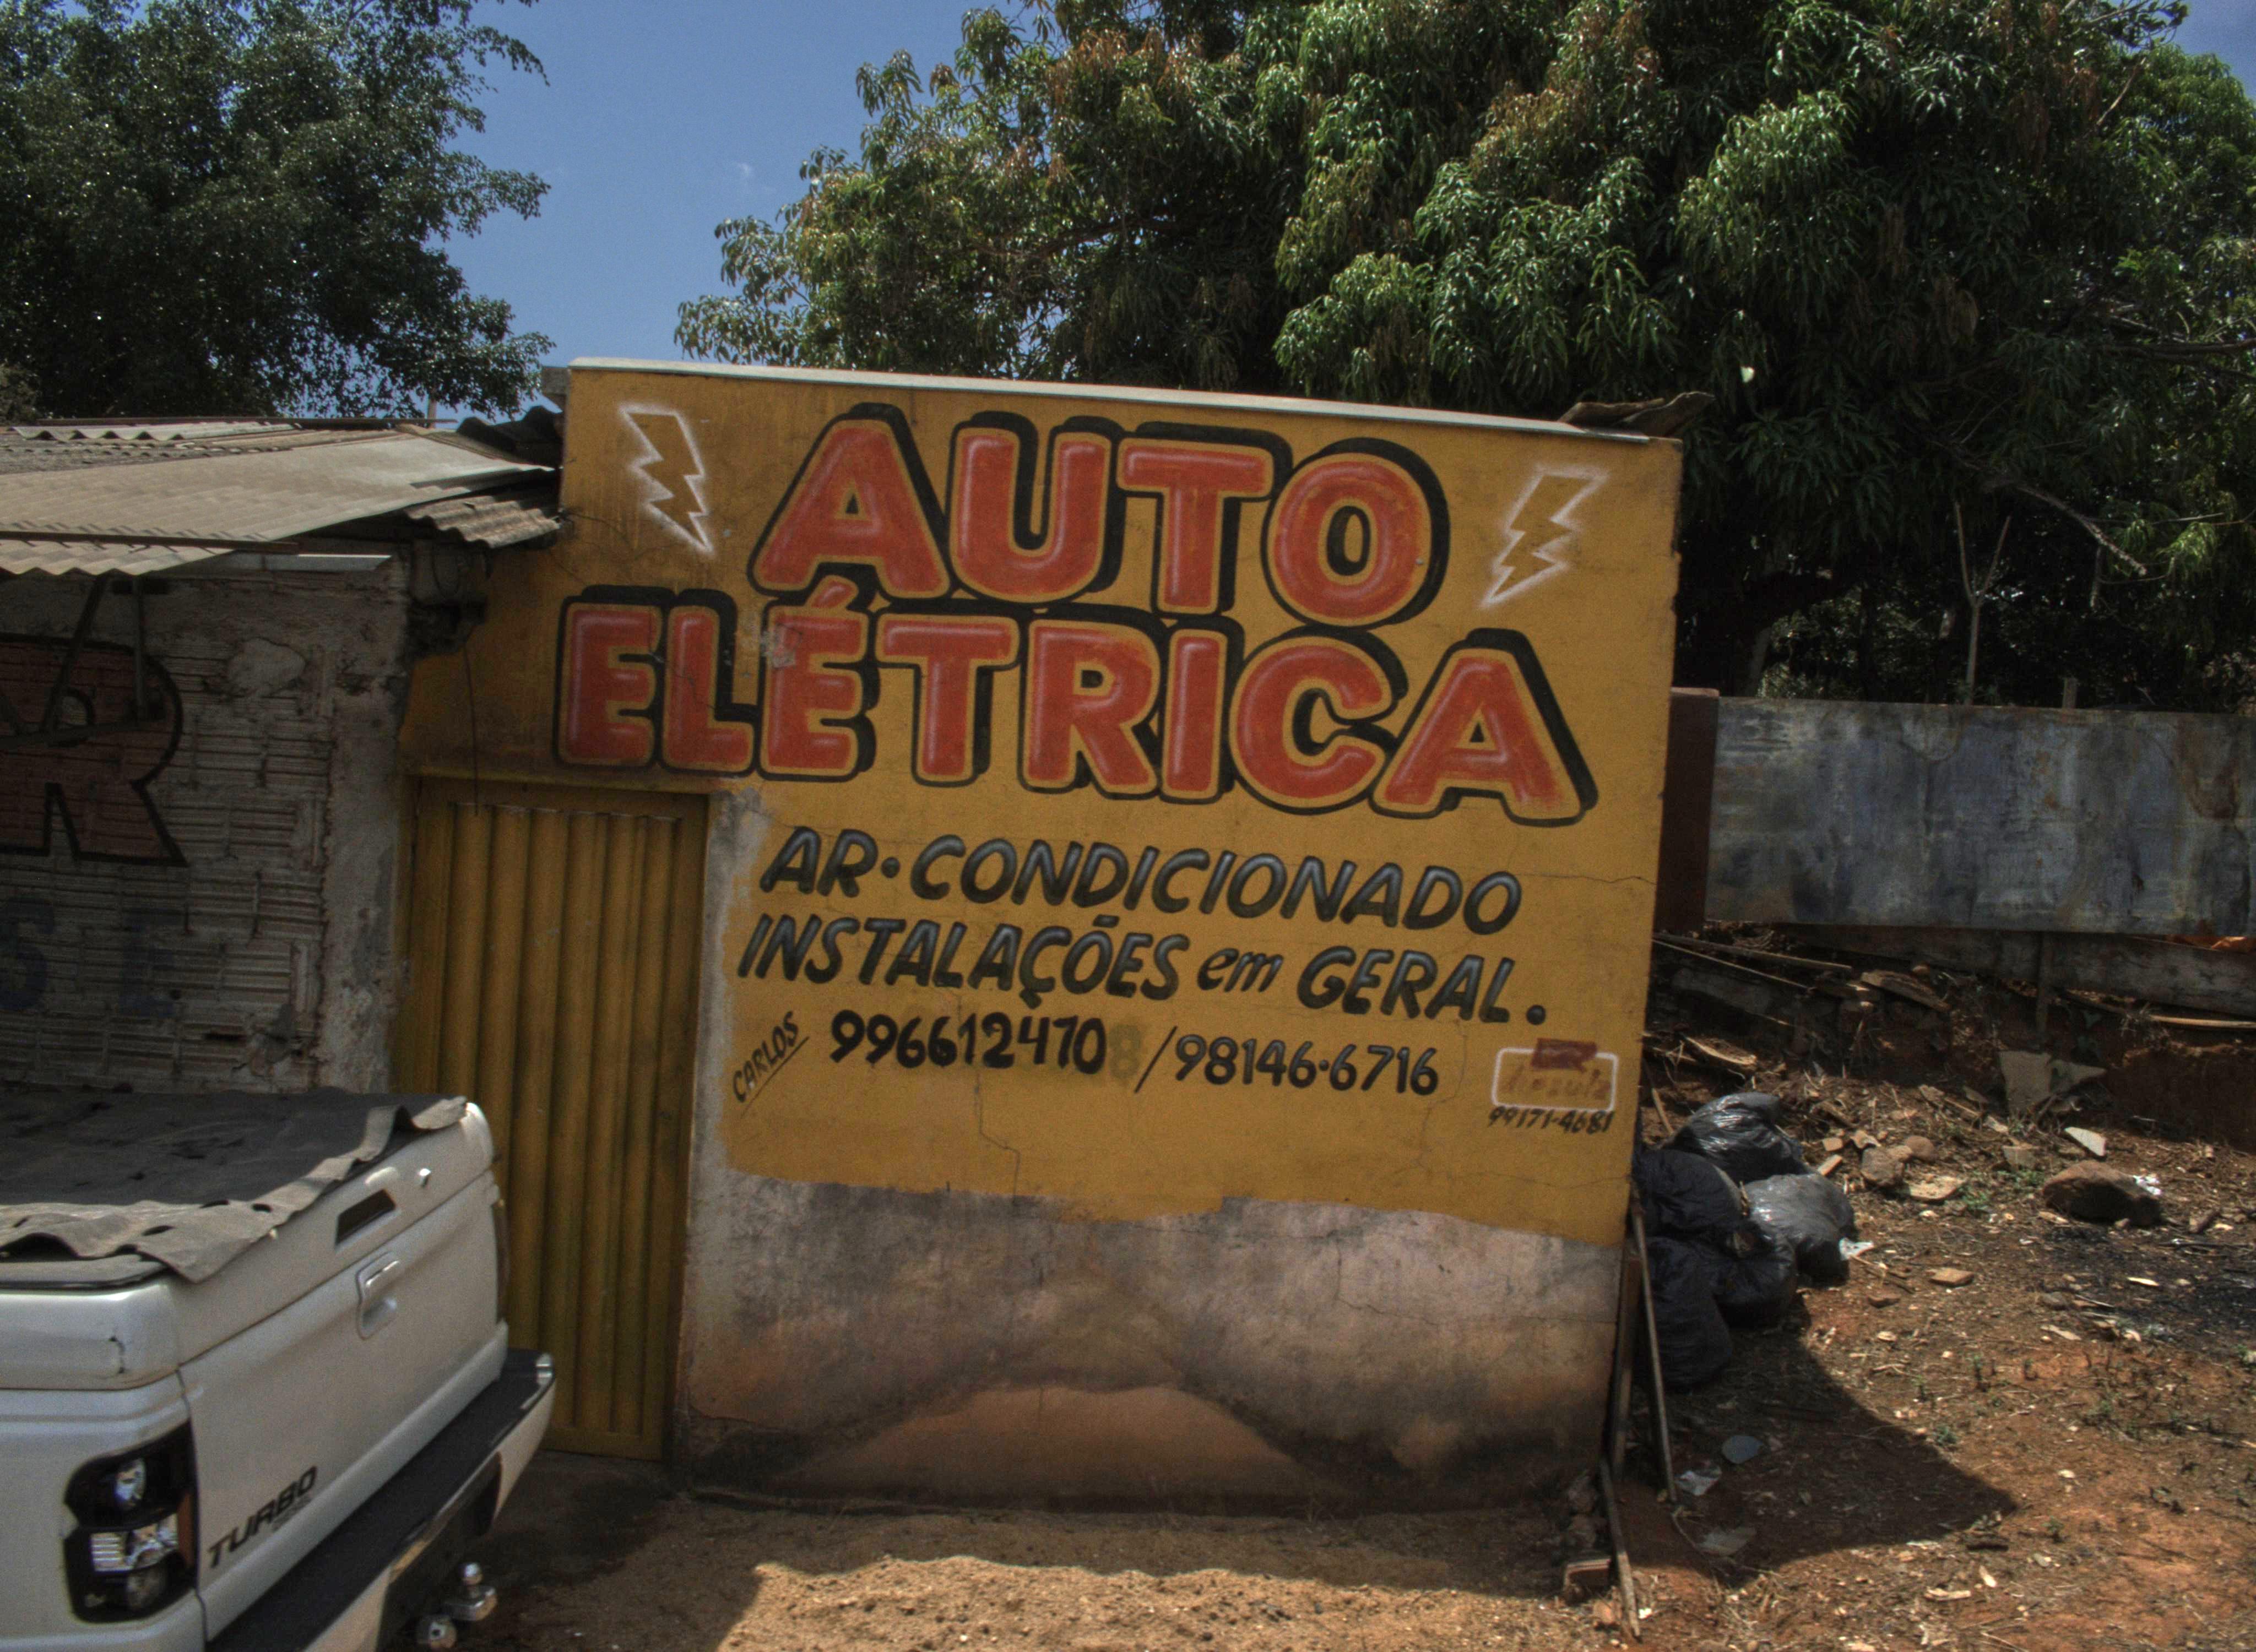 AUTO
ELÉTRICA
AR·CONDICIONADO
INSTALAÇÕES em GERAL.
CARLOS 996612470 / 98146·6716
99171-4681
TURBO